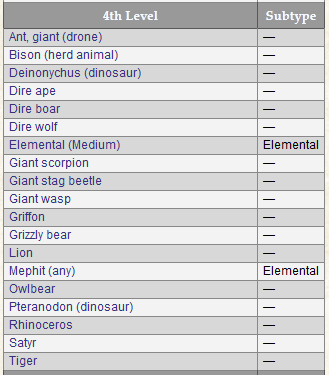 4th Level Subtype
Ant, giant (drone) —
Bison (herd animal) —
Deinonychus (dinosaur) —
Dire ape —
Dire boar —
Dire wolf —
Elemental (Medium) Elemental
Giant scorpion —
Giant stag beetle —
Giant wasp —
Griffon —
Grizzly bear —
Lion —
Mephit (any) Elemental
Owlbear —
Pteranodon (dinosaur) —
Rhinoceros —
Satyr —
Tiger —